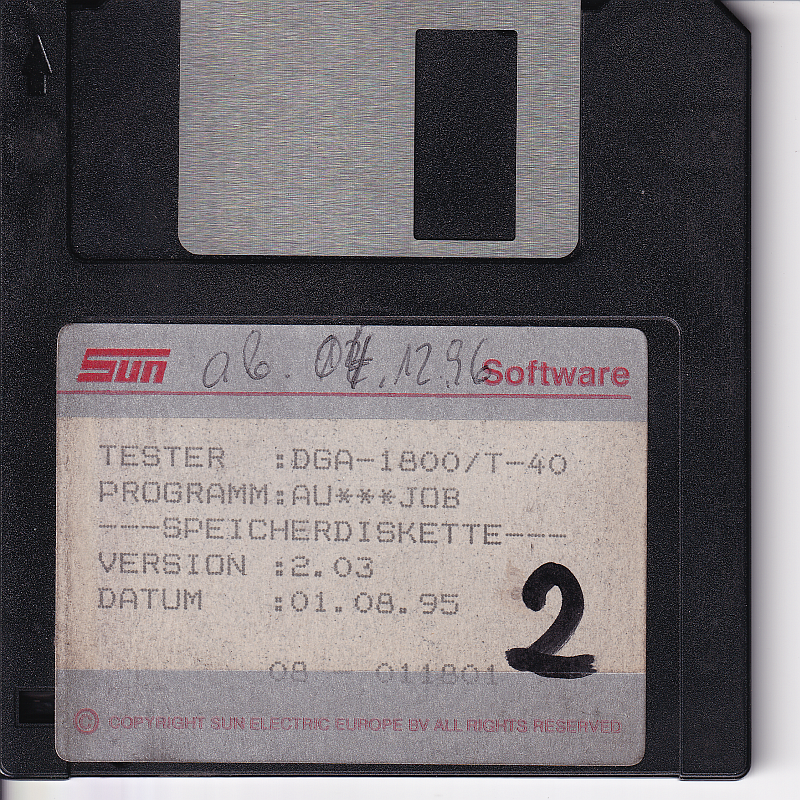 Sun ab. 04.12.96 Software
TESTER :DGA-1800/T-40
PROGRAMM:AU***JOB
---SPEICHERDISKETTE---
VERSION :2.03
DATUM :01.08.95
2
08 011801
© COPYRIGHT SUN ELECTRIC EUROPE BV ALL RIGHTS RESERVED